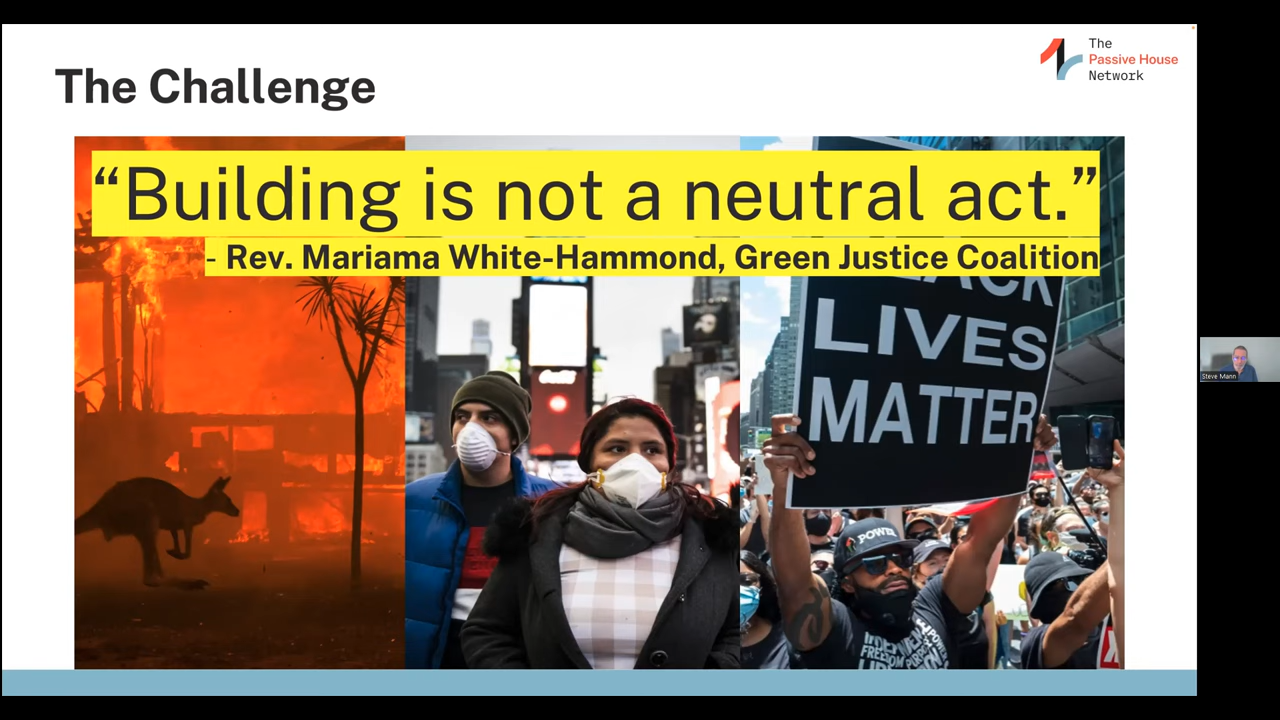 The Challenge
The
Passive House
Network
“Building is not a neutral act.”
- Rev. Mariama White-Hammond, Green Justice Coalition
LIVES
MATTER
POWER
FREEDOM
Steve Mann